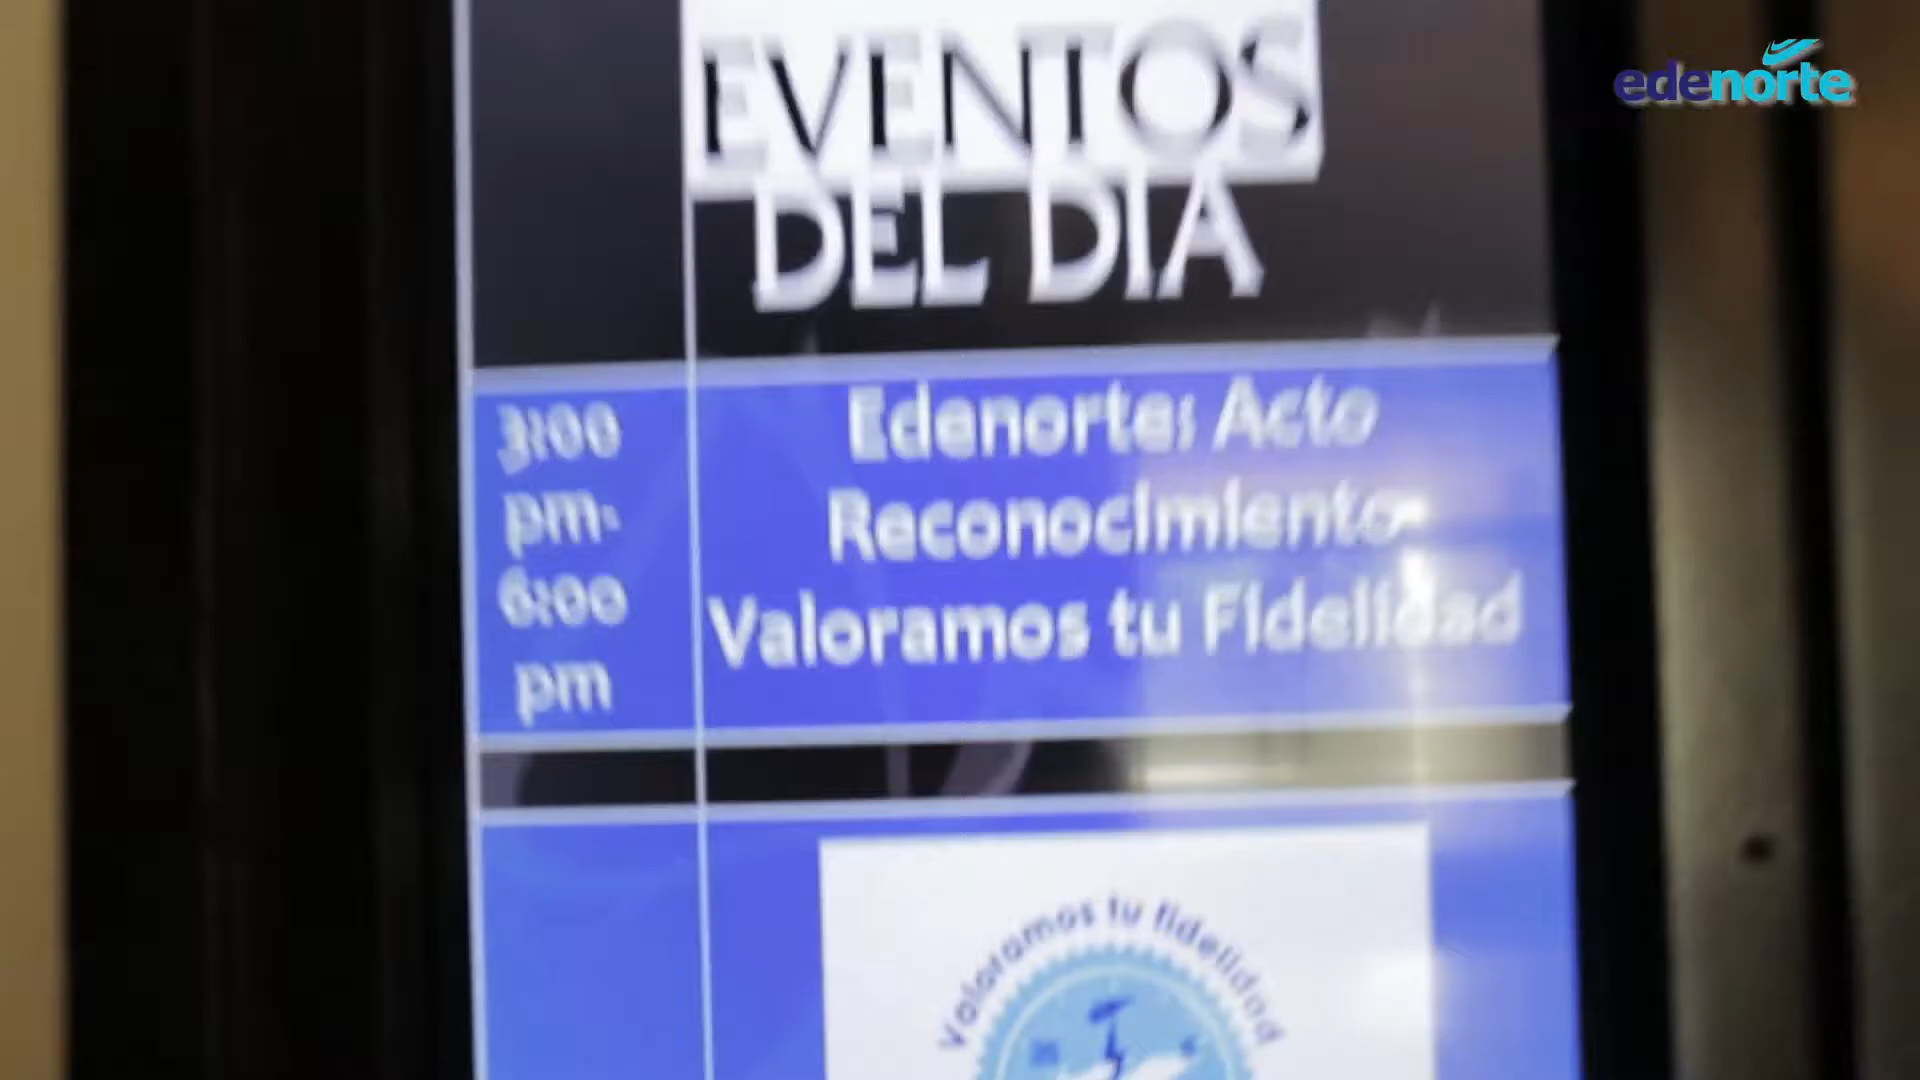 edenorte
EVENTOS
DEL DIA
3:00
pm-
6:00
pm
Edenorte: Acto
Reconocimiento-
Valoramos tu Fidelidad
Valoramos tu fidelidad